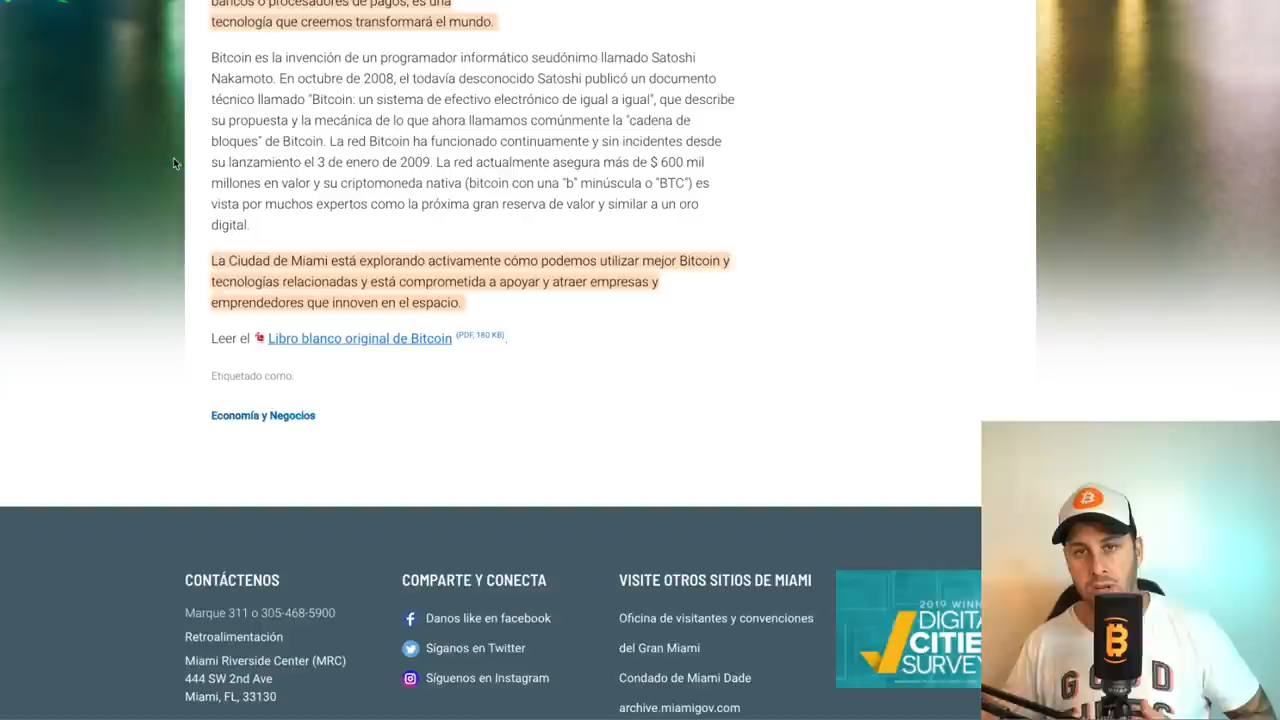 bancos o procesadores de pagos, es una
tecnología que creemos transformará el mundo.
Bitcoin es la invención de un programador informático seudónimo llamado Satoshi
Nakamoto. En octubre de 2008, el todavía desconocido Satoshi publicó un documento
técnico llamado "Bitcoin: un sistema de efectivo electrónico de igual a igual", que describe
su propuesta y la mecánica de lo que ahora llamamos comúnmente la "cadena de
bloques" de Bitcoin. La red Bitcoin ha funcionado continuamente y sin incidentes desde
su lanzamiento el 3 de enero de 2009. La red actualmente asegura más de $ 600 mil
millones en valor y su criptomoneda nativa (bitcoin con una "b" minúscula o "BTC") es
vista por muchos expertos como la próxima gran reserva de valor y similar a un oro
digital.
La Ciudad de Miami está explorando activamente cómo podemos utilizar mejor Bitcoin y
tecnologías relacionadas y está comprometida a apoyar y atraer empresas y
emprendedores que innoven en el espacio.
Leer el Libro blanco original de Bitcoin (PDF, 180 KB).
Etiquetado como:
Economía y Negocios
CONTÁCTENOS
Marque 311 o 305-468-5900
Retroalimentación
Miami Riverside Center (MRC)
444 SW 2nd Ave
Miami, FL, 33130
COMPARTE Y CONECTA
Danos like en facebook
Síganos en Twitter
Síguenos en Instagram
VISITE OTROS SITIOS DE MIAMI
Oficina de visitantes y convenciones
del Gran Miami
Condado de Miami Dade
archive.miamigov.com
2019 WINN
DIGITA
CITIE
SURVEY